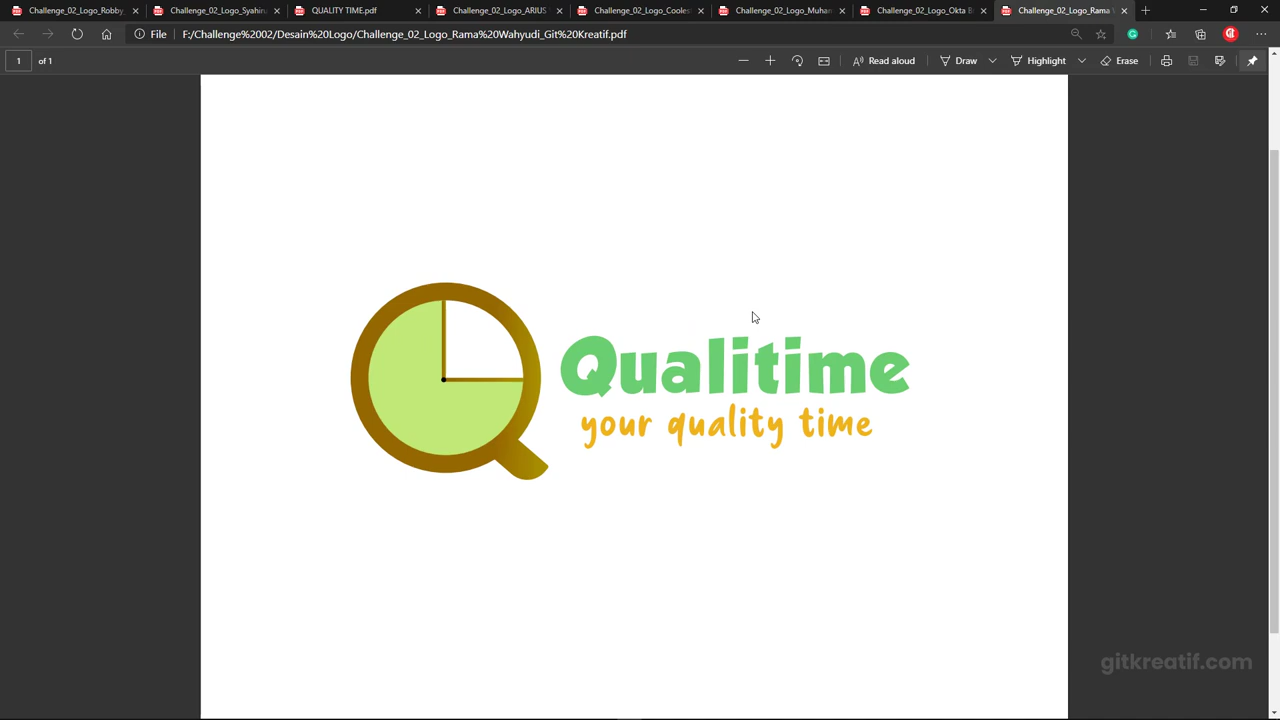 Challenge_02_Logo_Robby
Challenge_02_Logo_Syahin
QUALITY TIME.pdf
Challenge_02_Logo_ARIUS
Challenge_02_Logo_Cooles
Challenge_02_Logo_Muhan
Challenge_02_Logo_Okta B
Challenge_02_Logo_Rama
File F:/Challenge%2002/Desain%20Logo/Challenge_02_Logo_Rama%20Wahyudi_Git%20Kreatif.pdf
1 of 1 Read aloud Draw Highlight Erase
Qualitime
your quality time
gitkreatif.com